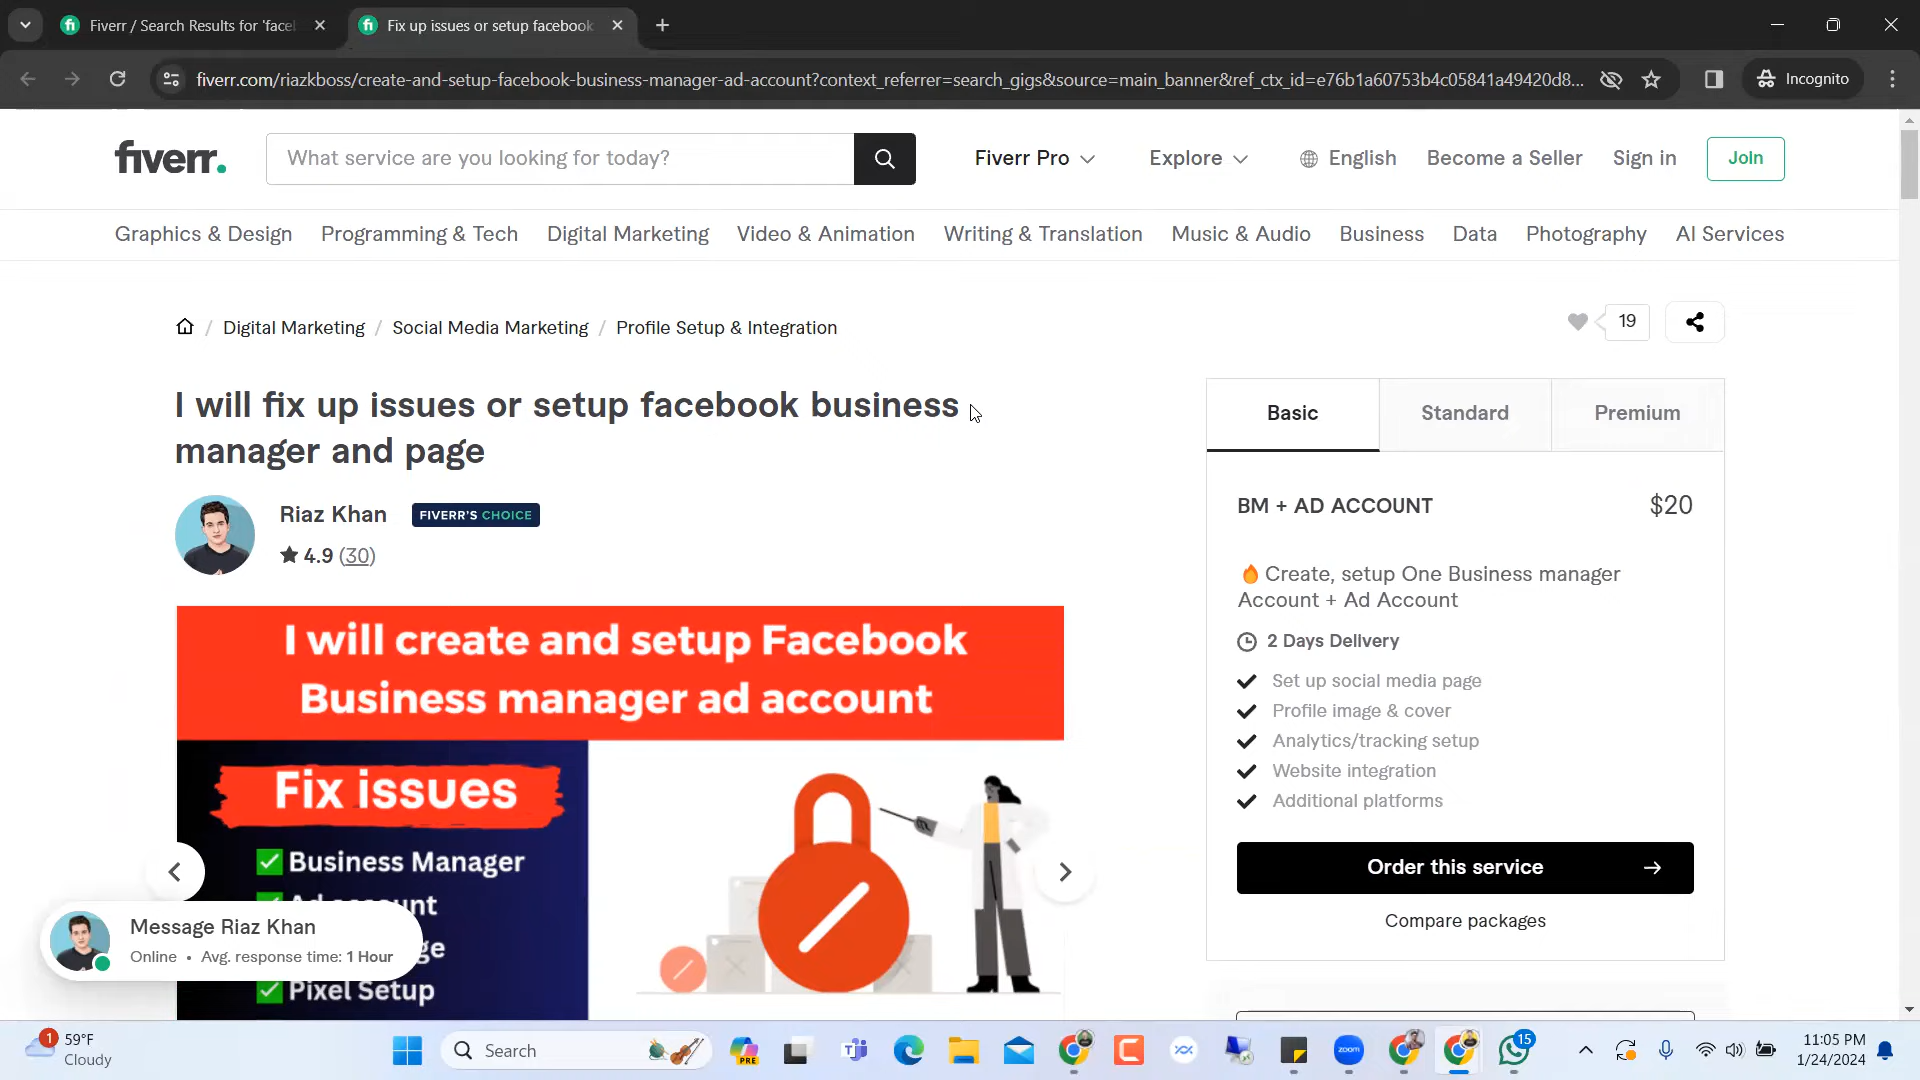 Fiverr / Search Results for 'facel
Fix up issues or setup facebook
fiverr.com/riazkboss/create-and-setup-facebook-business-manager-ad-account?context_referrer=search_gigs&source=main_banner&ref_ctx_id=e76b1a60753b4c05841a49420d8...
Incognito
fiverr.
What service are you looking for today?
Fiverr Pro
Explore
English
Become a Seller
Sign in
Join
Graphics & Design
Programming & Tech
Digital Marketing
Video & Animation
Writing & Translation
Music & Audio
Business
Data
Photography
AI Services
/ Digital Marketing / Social Media Marketing / Profile Setup & Integration
19
I will fix up issues or setup facebook business
manager and page
Riaz Khan
FIVERR'S CHOICE
4.9 (30)
I will create and setup Facebook
Business manager ad account
Fix issues
Business Manager
Ad account
ge
Pixel Setup
Message Riaz Khan
Online • Avg. response time: 1 Hour
Basic
Standard
Premium
BM + AD ACCOUNT
$20
Create, setup One Business manager
Account + Ad Account
2 Days Delivery
Set up social media page
Profile image & cover
Analytics/tracking setup
Website integration
Additional platforms
Order this service
Compare packages
1
59°F
Cloudy
Search
PRE
zoom
15
11:05 PM
1/24/2024